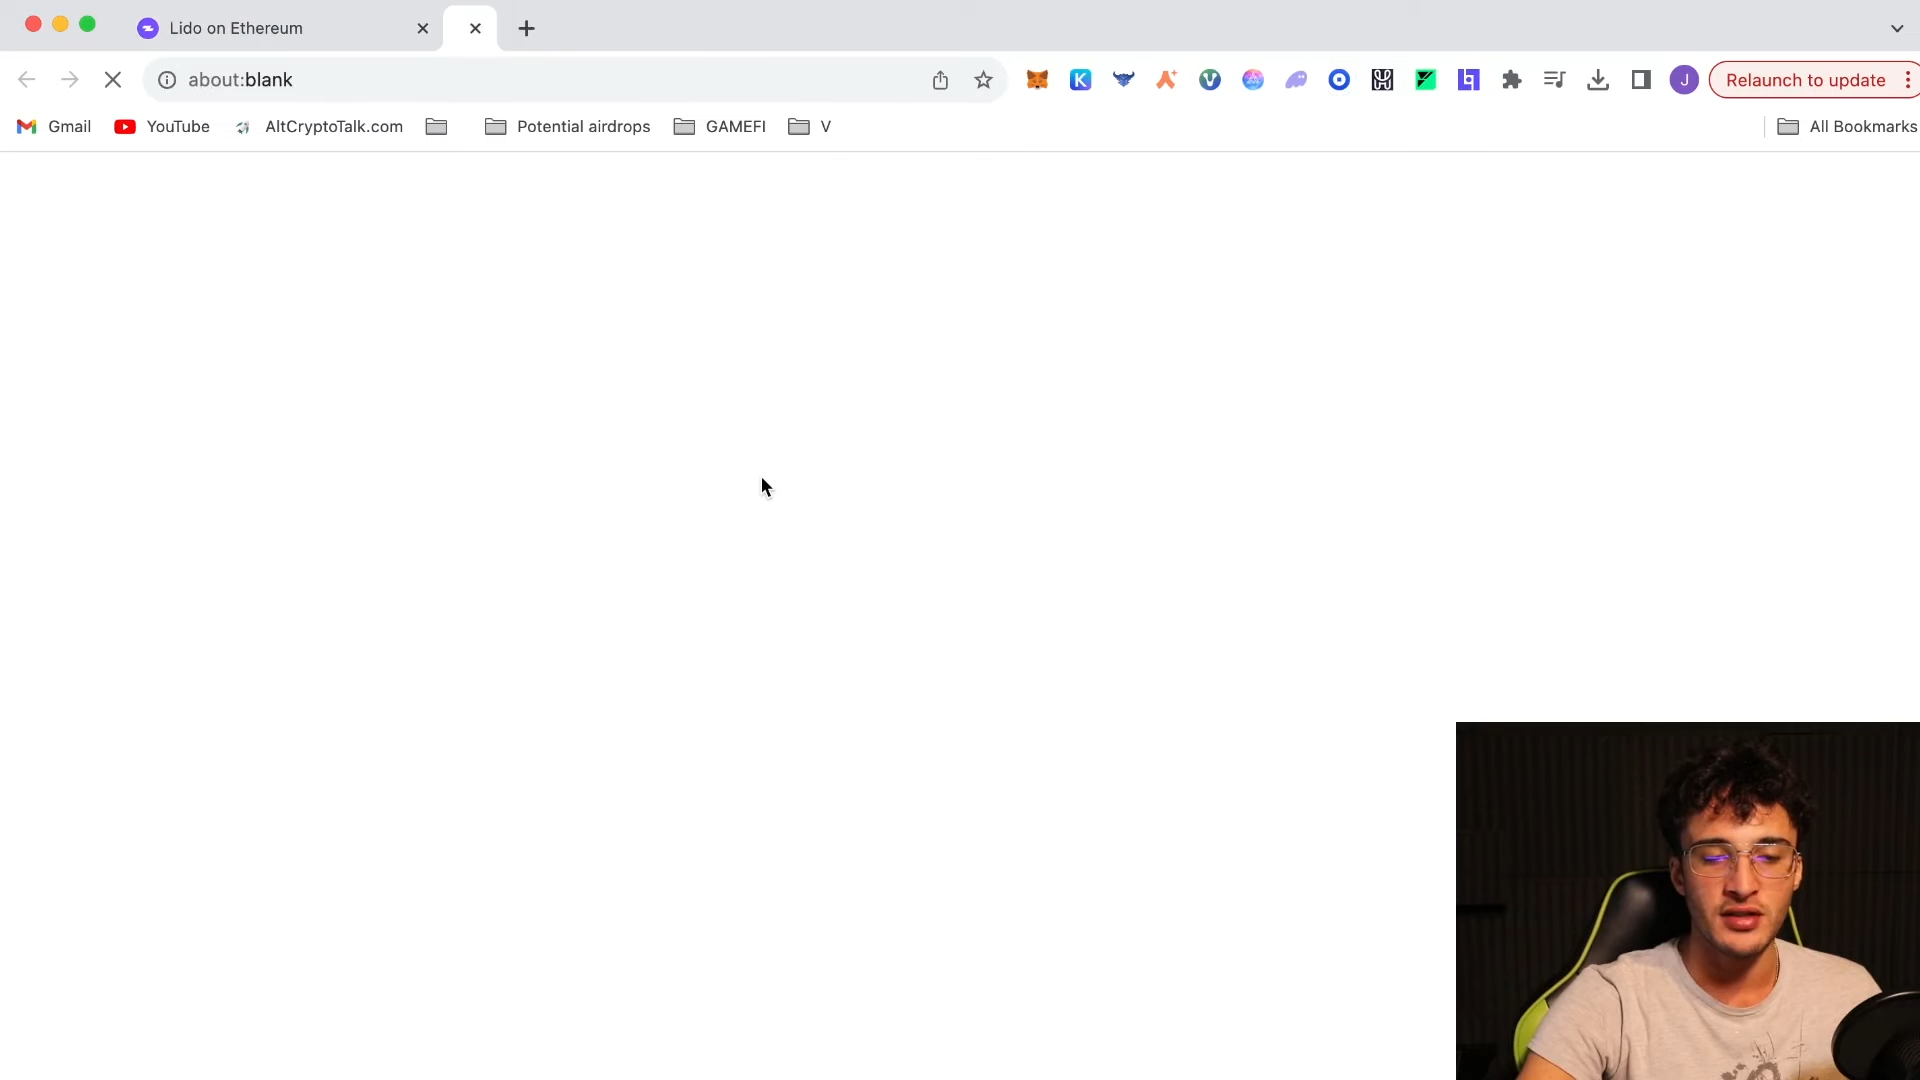 Lido on Ethereum
about:blank
J
Relaunch to update
Gmail
YouTube
AltCryptoTalk.com
Potential airdrops
GAMEFI
V
All Bookmarks